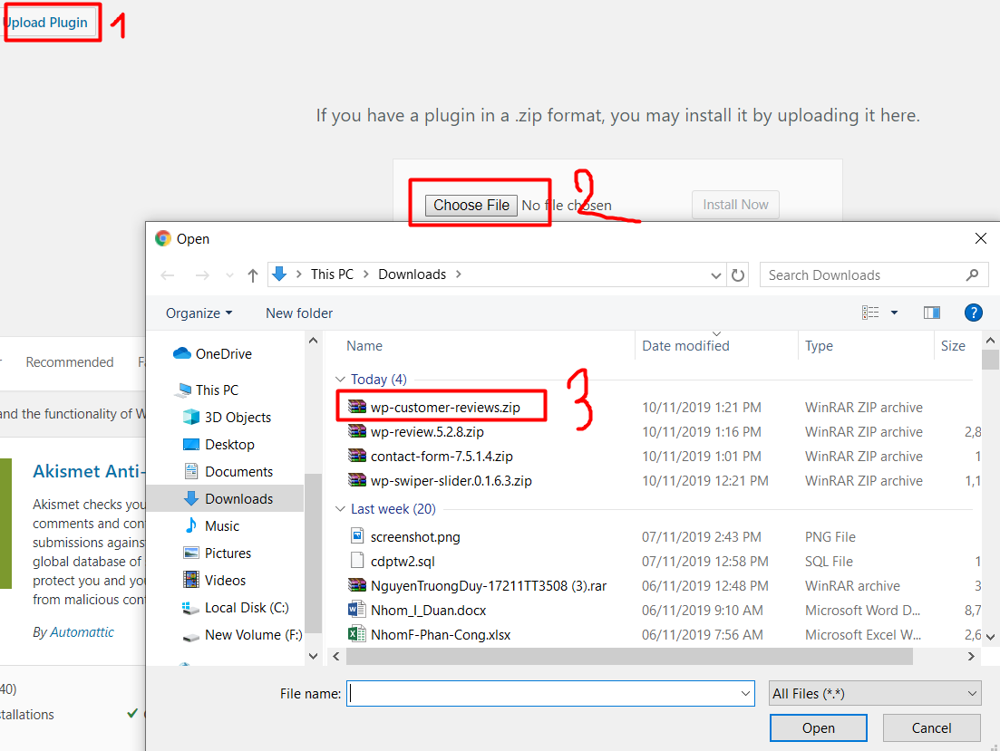 Upload Plugin 1
If you have a plugin in a .zip format, you may install it by uploading it here.
Choose File No file chosen 2 Install Now
Open
This PC > Downloads >
Search Downloads
Organize New folder
?
OneDrive
This PC
3D Objects
Desktop
Documents
Downloads
Music
Pictures
Videos
Local Disk (C:)
New Volume (F:)
Name Date modified Type Size
Today (4)
3
wp-customer-reviews.zip 10/11/2019 1:21 PM WinRAR ZIP archive
wp-review.5.2.8.zip 10/11/2019 1:16 PM WinRAR ZIP archive 2,8
contact-form-7.5.1.4.zip 10/11/2019 1:01 PM WinRAR ZIP archive 1
wp-swiper-slider.0.1.6.3.zip 10/11/2019 12:21 PM WinRAR ZIP archive 1,1
Last week (20)
screenshot.png 07/11/2019 2:43 PM PNG File
cdptw2.sql 07/11/2019 12:58 PM SQL File 1
NguyenTruongDuy-17211TT3508 (3).rar 06/11/2019 12:48 PM WinRAR archive 3
Nhom_I_Duan.docx 06/11/2019 9:10 AM Microsoft Word D... 8,7
NhomF-Phan-Cong.xlsx 06/11/2019 7:56 AM Microsoft Excel W... 2,6
File name:
All Files (*.*)
Open Cancel
Recommended
and the functionality of W
Akismet Anti-
Akismet checks you
comments and con
submissions against
global database of
protect you and you
from malicious con
By Automattic
40)
stallations